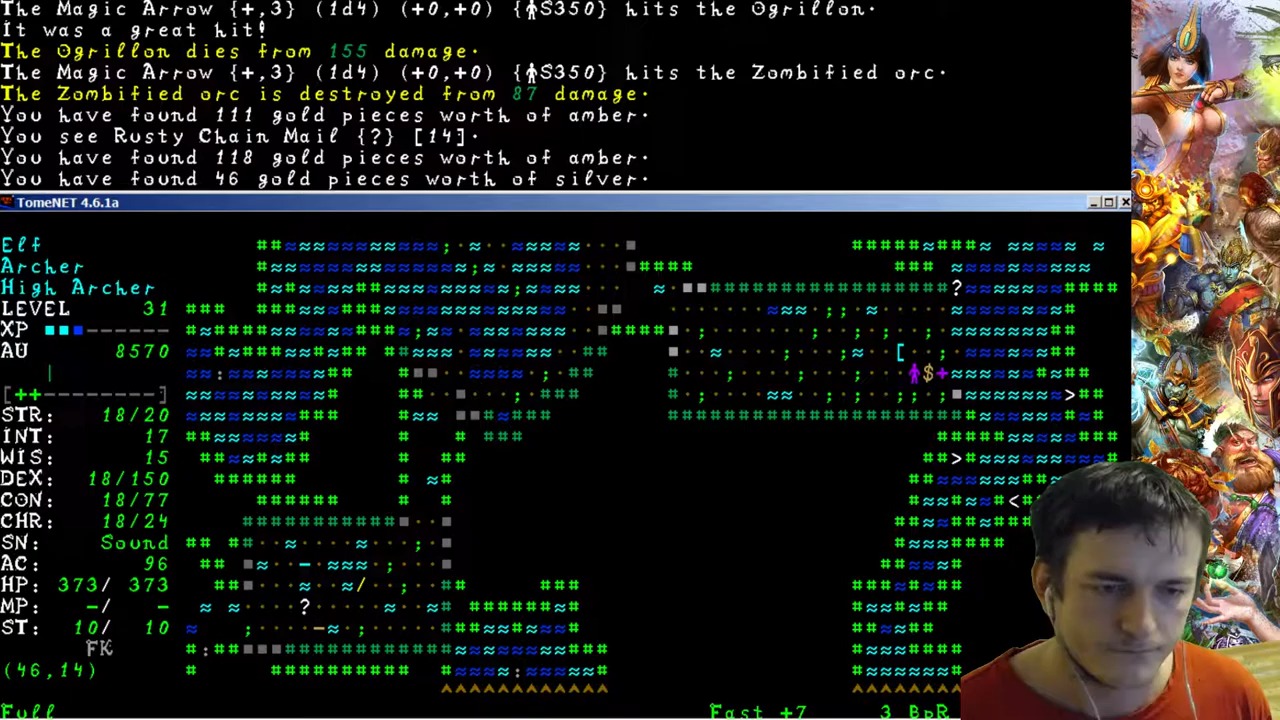 The Magic Arrow {+,3} (1d4) (+0,+0) {S350} hits the Ogrillon.
It was a great hit!
The Ogrillon dies from 155 damage.
The Magic Arrow {+,3} (1d4) (+0,+0) {S350} hits the Zombified orc.
The Zombified orc is destroyed from 87 damage.
You have found 111 gold pieces worth of amber.
You see Rusty Chain Mail {?} [14].
You have found 118 gold pieces worth of amber.
You have found 46 gold pieces worth of silver.
TomeNET 4.6.1a
Elf
Archer
High Archer
LEVEL 31
XP
AU 8570
[++--------]
STR: 18/20
INT: 17
WIS: 15
DEX: 18/150
CON: 18/77
CHR: 18/24
SN: Sound
AC: 96
HP: 373/ 373
MP: -/ -
ST: 10/ 10
FK
(46,14)
Full Fast +7 3 BpR